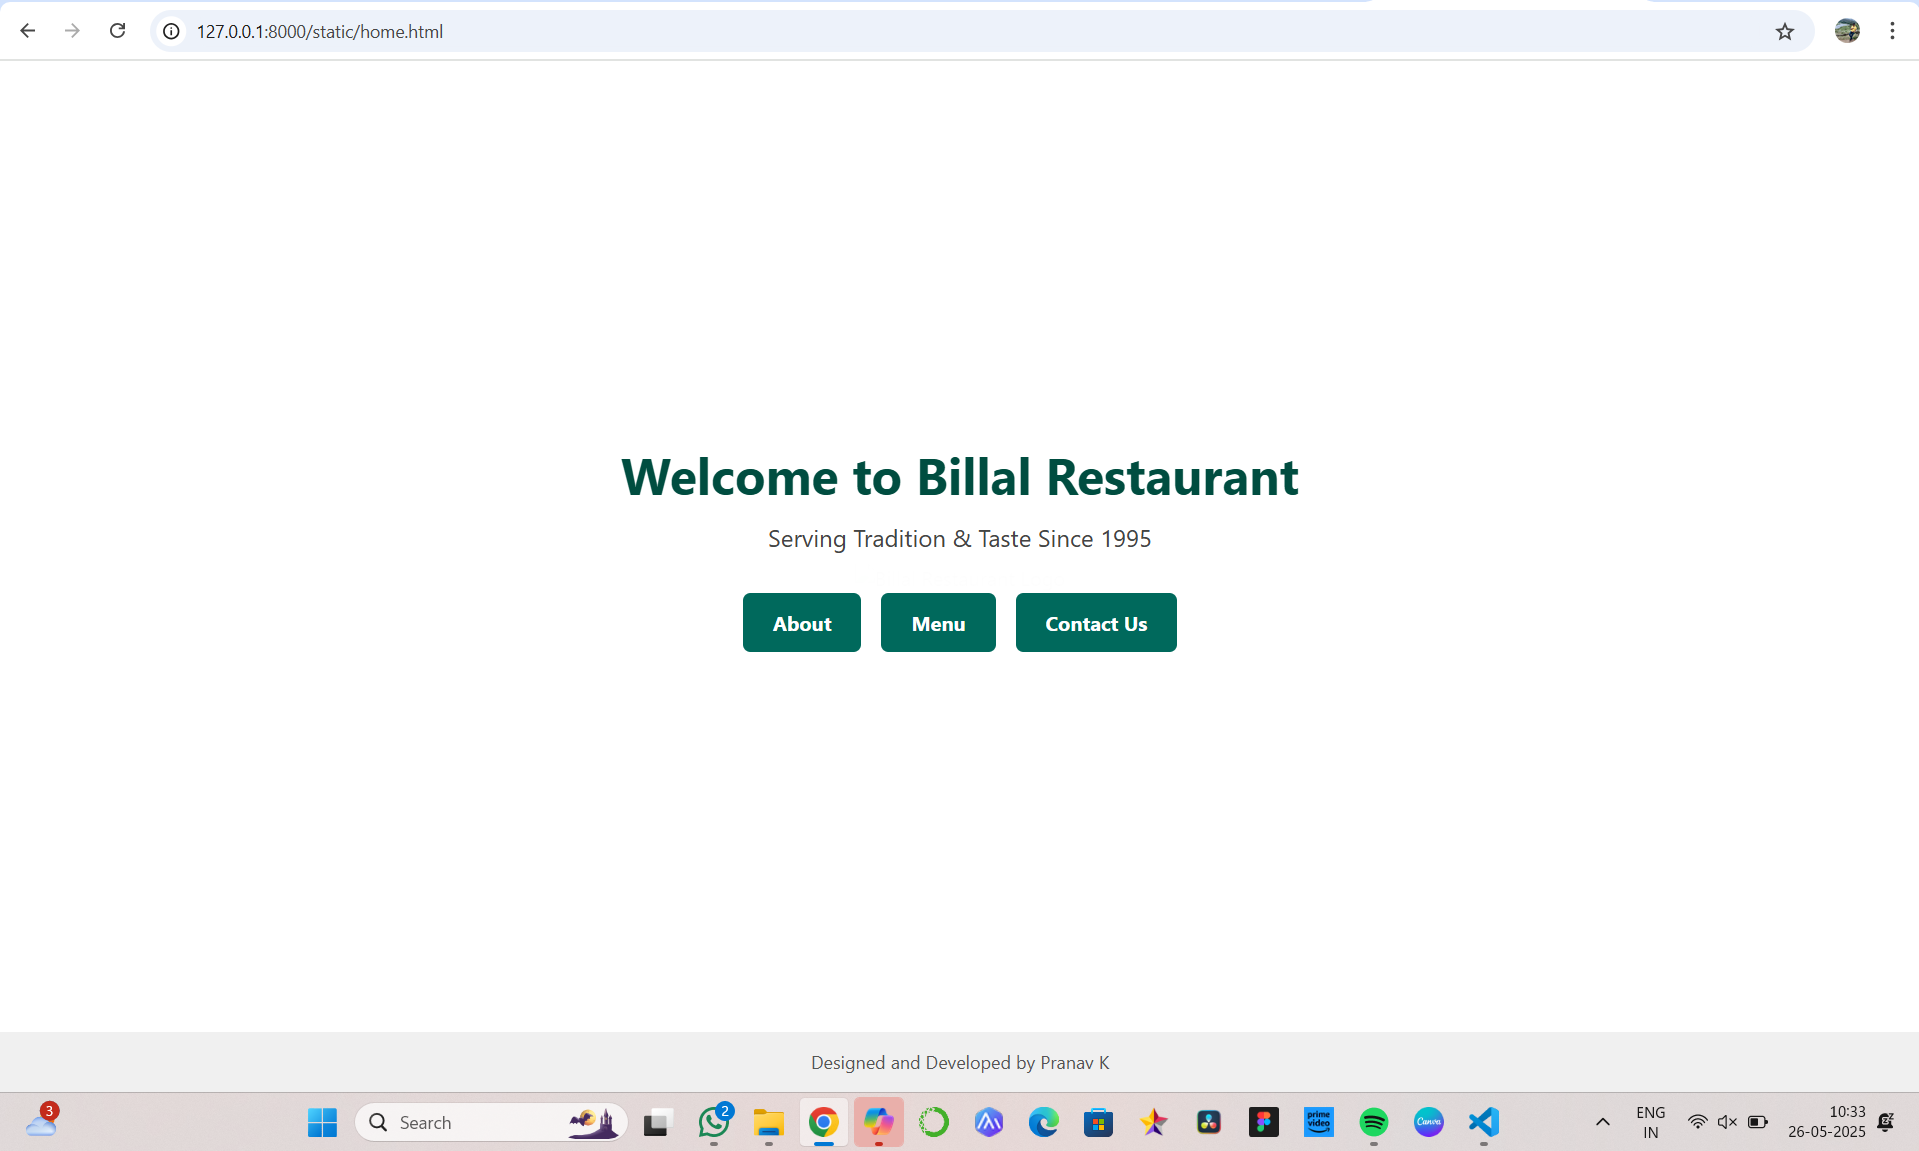 127.0.0.1:8000/static/home.html
Welcome to Billal Restaurant
Serving Tradition & Taste Since 1995
About Menu Contact Us
Designed and Developed by Pranav K
3
Search
2
prime video
Canva
ENG
IN
10:33
26-05-2025